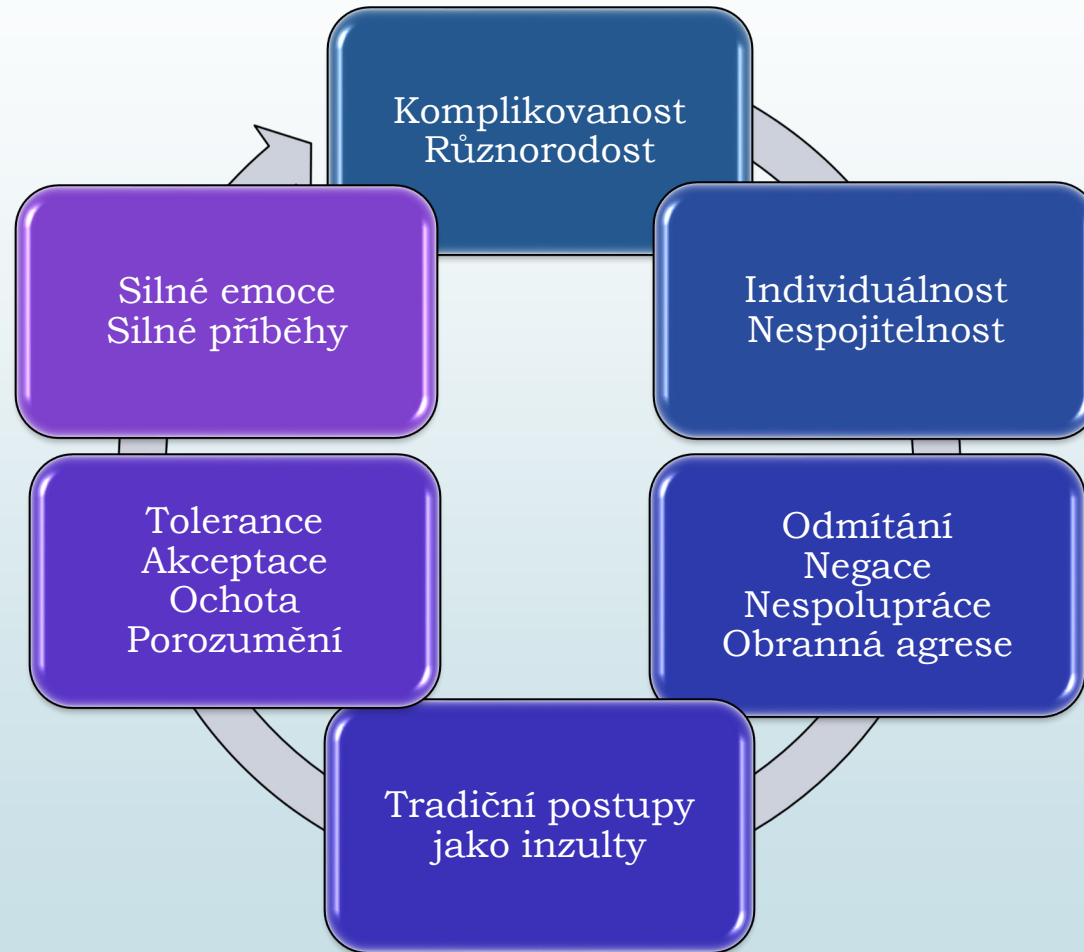 Komplikovanost
Různorodost
Individuálnost
Nespojitelnost
Odmítání
Negace
Nespolupráce
Obranná agrese
Tradiční postupy
jako inzulty
Tolerance
Akceptace
Ochota
Porozumění
Silné emoce
Silné příběhy